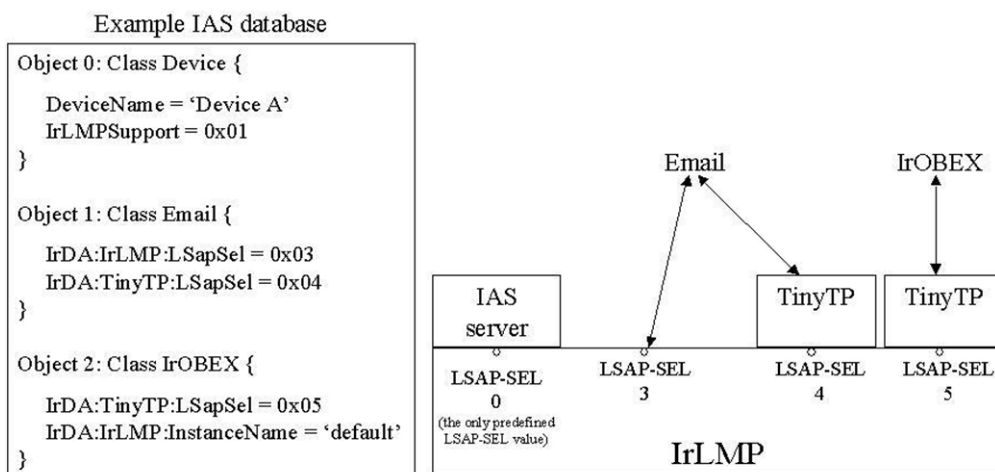 Example IAS database
Object 0: Class Device {
DeviceName = ‘Device A’
IrLMPSupport = 0x01
}
Object 1: Class Email {
IrDA:IrLMP:LSapSel = 0x03
IrDA:TinyTP:LSapSel = 0x04
}
Object 2: Class IrOBEX {
IrDA:TinyTP:LSapSel = 0x05
IrDA:IrLMP:InstanceName = ‘default’
}
Email
IrOBEX
IAS
server
TinyTP
TinyTP
LSAP-SEL
0
(the only predefined
LSAP-SEL value)
LSAP-SEL
3
LSAP-SEL
4
LSAP-SEL
5
IrLMP